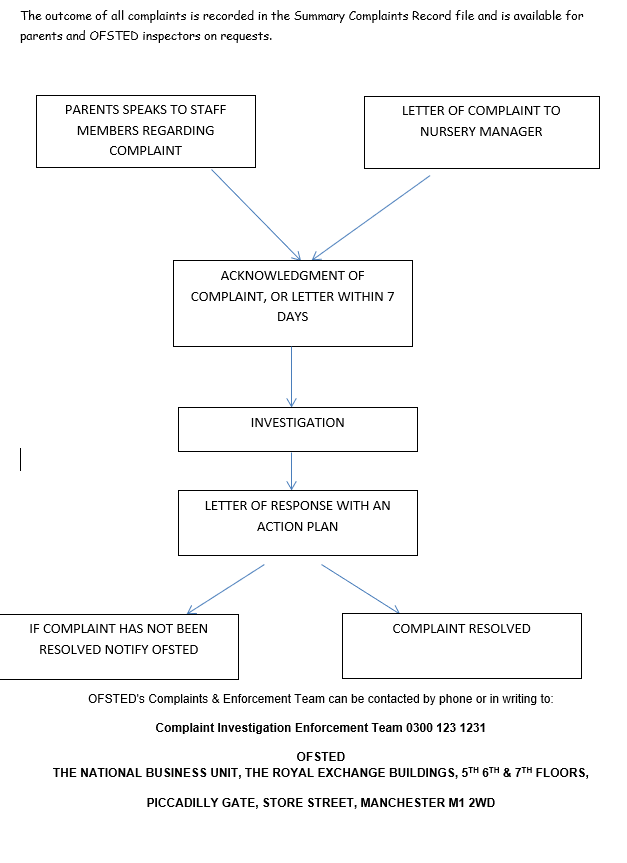 The outcome of all complaints is recorded in the Summary Complaints Record file and is available for
parents and OFSTED inspectors on requests.
PARENTS SPEAKS TO STAFF
MEMBERS REGARDING
COMPLAINT
LETTER OF COMPLAINT TO
NURSERY MANAGER
ACKNOWLEDGMENT OF
COMPLAINT, OR LETTER WITHIN 7
DAYS
INVESTIGATION
LETTER OF RESPONSE WITH AN
ACTION PLAN
IF COMPLAINT HAS NOT BEEN
RESOLVED NOTIFY OFSTED
COMPLAINT RESOLVED
OFSTED's Complaints & Enforcement Team can be contacted by phone or in writing to:
Complaint Investigation Enforcement Team 0300 123 1231
OFSTED
THE NATIONAL BUSINESS UNIT, THE ROYAL EXCHANGE BUILDINGS, 5TH 6TH & 7TH FLOORS,
PICCADILLY GATE, STORE STREET, MANCHESTER M1 2WD